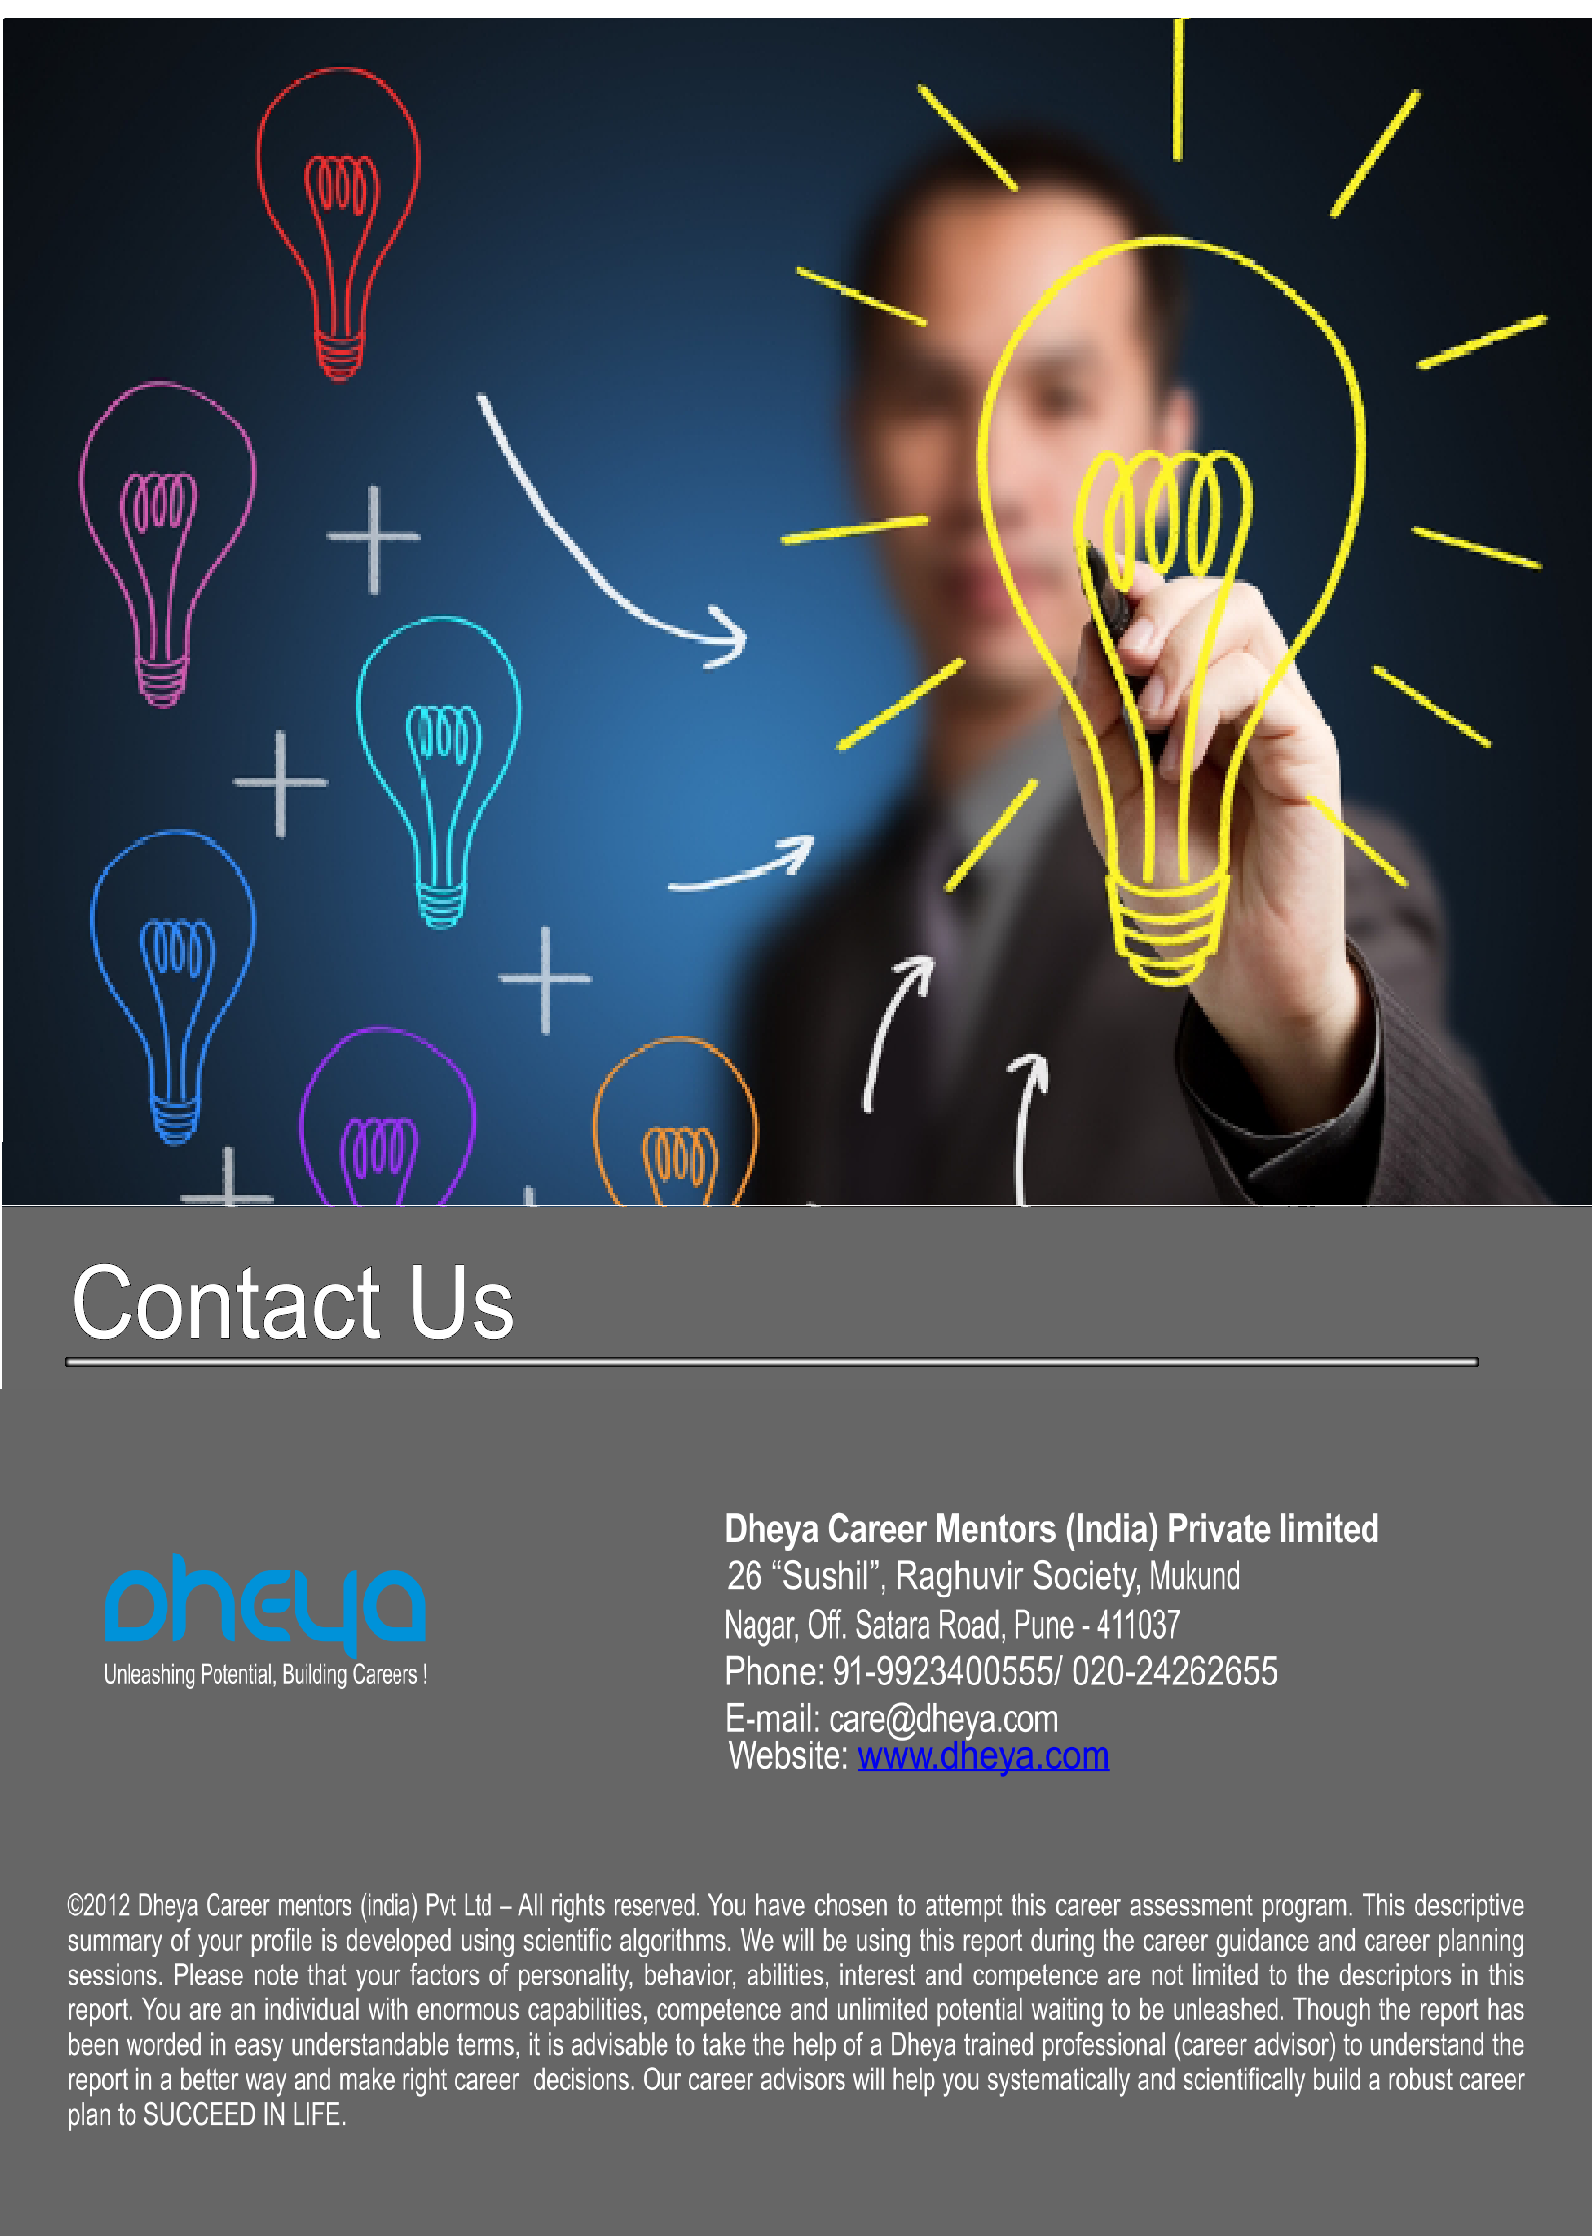 Contact Us
dheya
Unleashing Potential, Building Careers !
Dheya Career Mentors (India) Private limited
26 “Sushil”, Raghuvir Society, Mukund
Nagar, Off. Satara Road, Pune - 411037
Phone: 91-9923400555/ 020-24262655
E-mail: care@dheya.com
Website: www.dheya.com
©2012 Dheya Career mentors (india) Pvt Ltd – All rights reserved. You have chosen to attempt this career assessment program. This descriptive
summary of your profile is developed using scientific algorithms. We will be using this report during the career guidance and career planning
sessions. Please note that your factors of personality, behavior, abilities, interest and competence are not limited to the descriptors in this
report. You are an individual with enormous capabilities, competence and unlimited potential waiting to be unleashed. Though the report has
been worded in easy understandable terms, it is advisable to take the help of a Dheya trained professional (career advisor) to understand the
report in a better way and make right career decisions. Our career advisors will help you systematically and scientifically build a robust career
plan to SUCCEED IN LIFE.